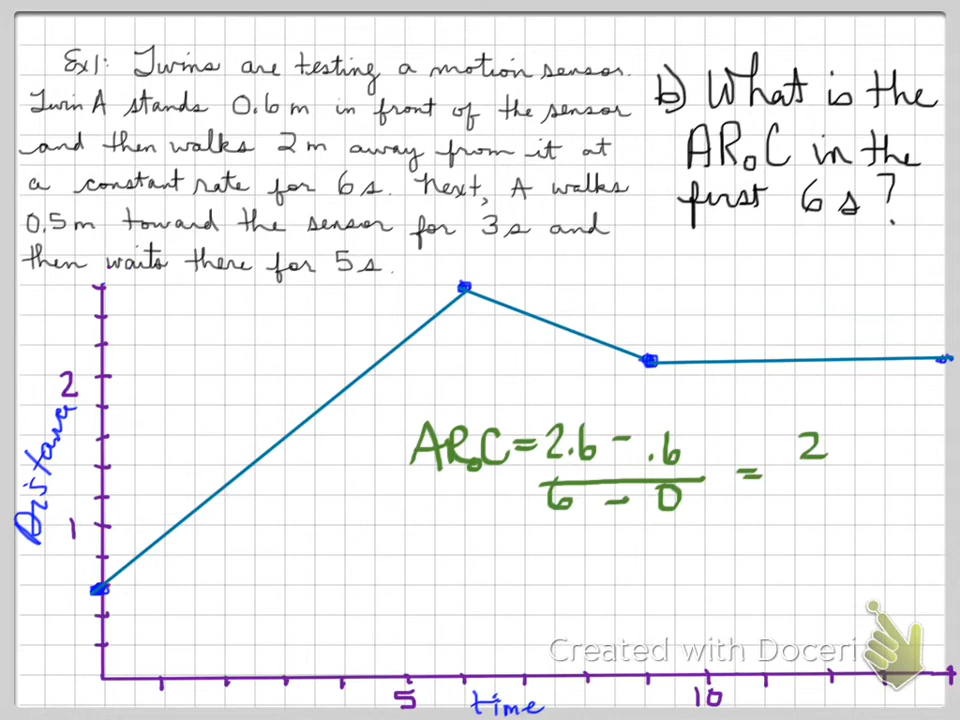 Ex1: Twins are testing a motion sensor.
Twin A stands 0.6 m in front of the sensor
and then walks 2 m away from it at
a constant rate for 6 s. Next, A walks
0.5 m toward the sensor for 3 s and
then waits there for 5 s.
b) What is the
ARoC in the
first 6 s?
2
1
Distance
ARoC = 2.6 - .6 = 2
6 - 0
5
10
time
Created with Doceri